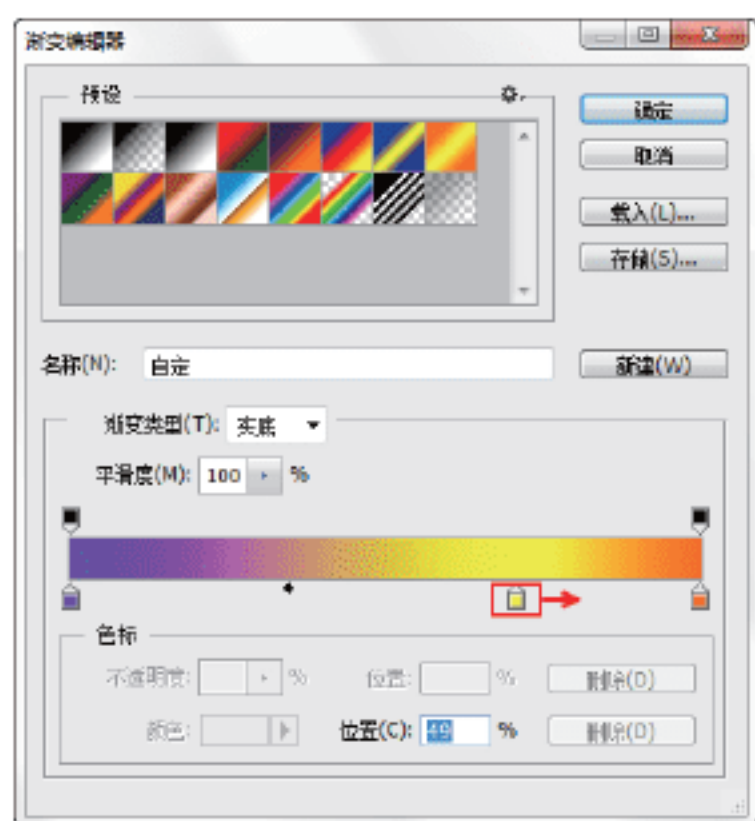 渐变编辑器
预设
确定
取消
载入(L)...
存储(S)...
名称(N): 自定
新建(W)
渐变类型(T): 实底
平滑度(M): 100 %
色标
不透明度: % 位置: % 删除(D)
颜色: 位置(C): 49 % 删除(D)